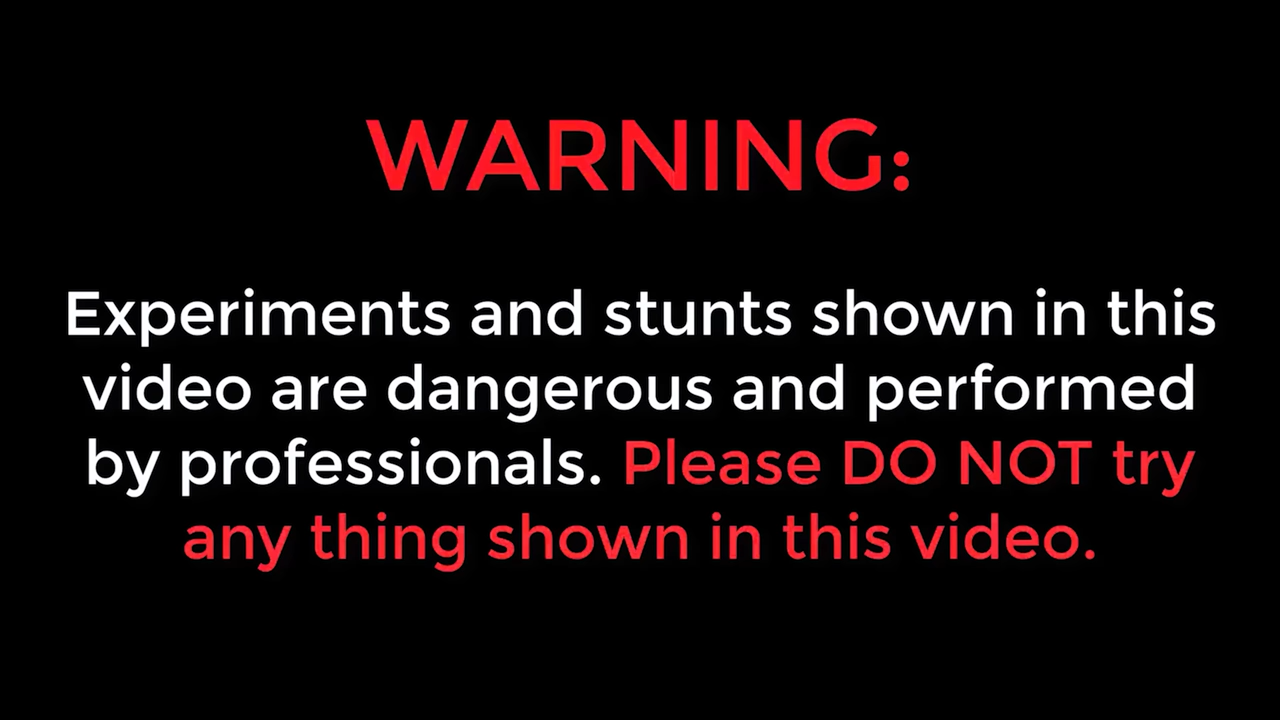 WARNING:
Experiments and stunts shown in this
video are dangerous and performed
by professionals. Please DO NOT try
any thing shown in this video.